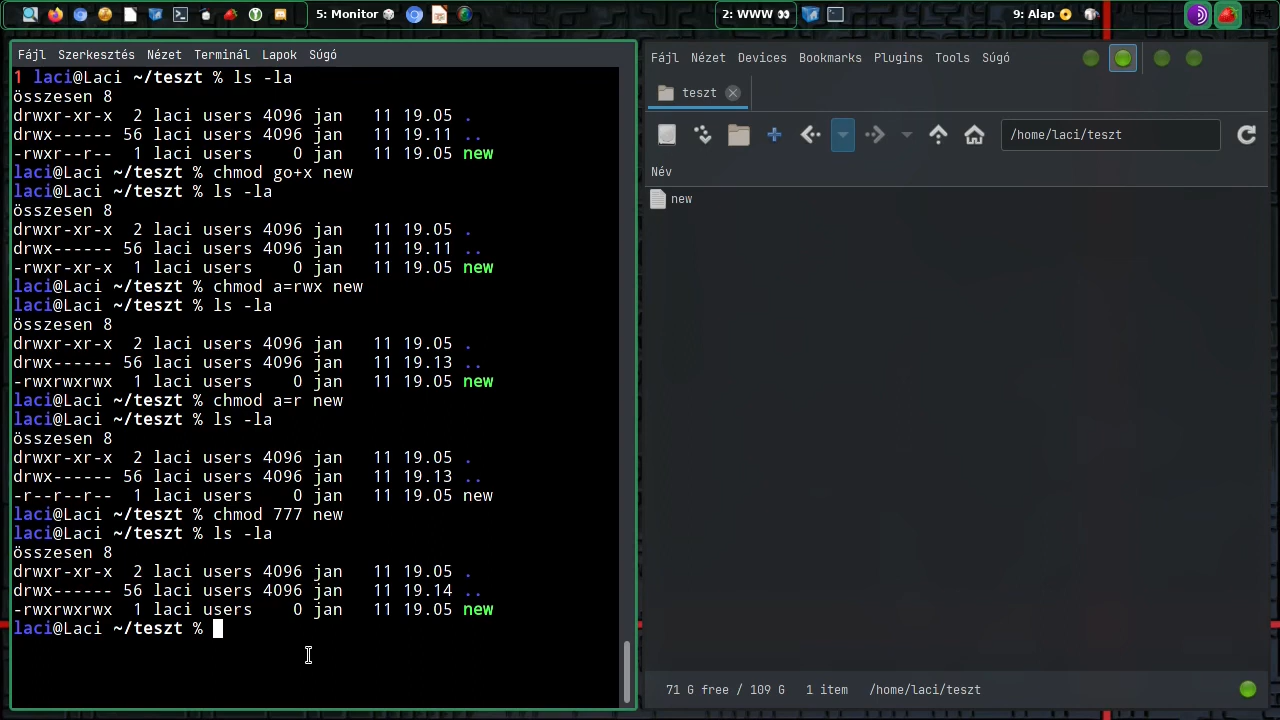 5: Monitor
2: WWW
9: Alap
Fájl Szerkesztés Nézet Terminál Lapok Súgó
1 laci@Laci ~/teszt % ls -la
összesen 8
drwxr-xr-x  2 laci users 4096 jan   11 19.05 .
drwx------ 56 laci users 4096 jan   11 19.11 ..
-rwxr--r--  1 laci users    0 jan   11 19.05 new
laci@Laci ~/teszt % chmod go+x new
laci@Laci ~/teszt % ls -la
összesen 8
drwxr-xr-x  2 laci users 4096 jan   11 19.05 .
drwx------ 56 laci users 4096 jan   11 19.11 ..
-rwxr-xr-x  1 laci users    0 jan   11 19.05 new
laci@Laci ~/teszt % chmod a=rwx new
laci@Laci ~/teszt % ls -la
összesen 8
drwxr-xr-x  2 laci users 4096 jan   11 19.05 .
drwx------ 56 laci users 4096 jan   11 19.13 ..
-rwxrwxrwx  1 laci users    0 jan   11 19.05 new
laci@Laci ~/teszt % chmod a=r new
laci@Laci ~/teszt % ls -la
összesen 8
drwxr-xr-x  2 laci users 4096 jan   11 19.05 .
drwx------ 56 laci users 4096 jan   11 19.13 ..
-r--r--r--  1 laci users    0 jan   11 19.05 new
laci@Laci ~/teszt % chmod 777 new
laci@Laci ~/teszt % ls -la
összesen 8
drwxr-xr-x  2 laci users 4096 jan   11 19.05 .
drwx------ 56 laci users 4096 jan   11 19.14 ..
-rwxrwxrwx  1 laci users    0 jan   11 19.05 new
laci@Laci ~/teszt %
Fájl Nézet Devices Bookmarks Plugins Tools Súgó
teszt
/home/laci/teszt
Név
new
71 G free / 109 G 1 item /home/laci/teszt